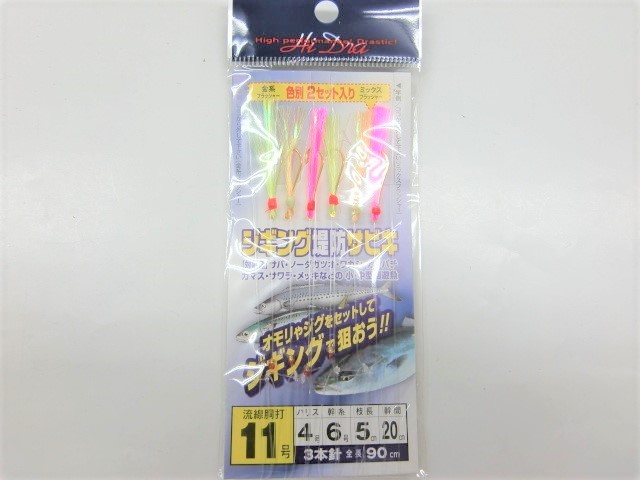 High performance! Drastic!
Hi Dra
金系
フラッシャー
色別 2セット入り
ミックス
フラッシャー
ジギング堤防サビキ
カマス・サワラ・メッキなどの
オモリやジグをセットして
ジギングで狙おう!!
流線胴打
11号
ハリス 幹糸 枝長 幹間
4号 6号 5cm 20cm
3本針 全長 90cm